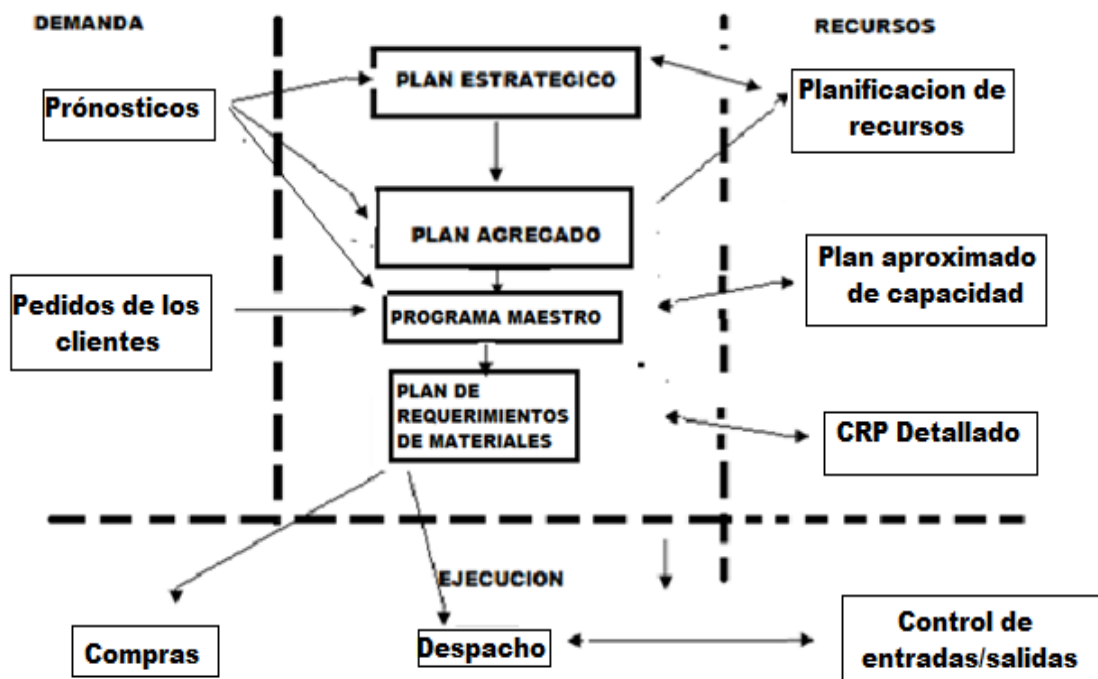 DEMANDA
RECURSOS
PLAN ESTRATEGICO
Prónosticos
Planificacion de
recursos
PLAN AGREGADO
Plan aproximado
de capacidad
Pedidos de los
clientes
PROGRAMA MAESTRO
PLAN DE
REQUERIMIENTOS
DE MATERIALES
CRP Detallado
EJECUCION
Compras
Despacho
Control de
entradas/salidas